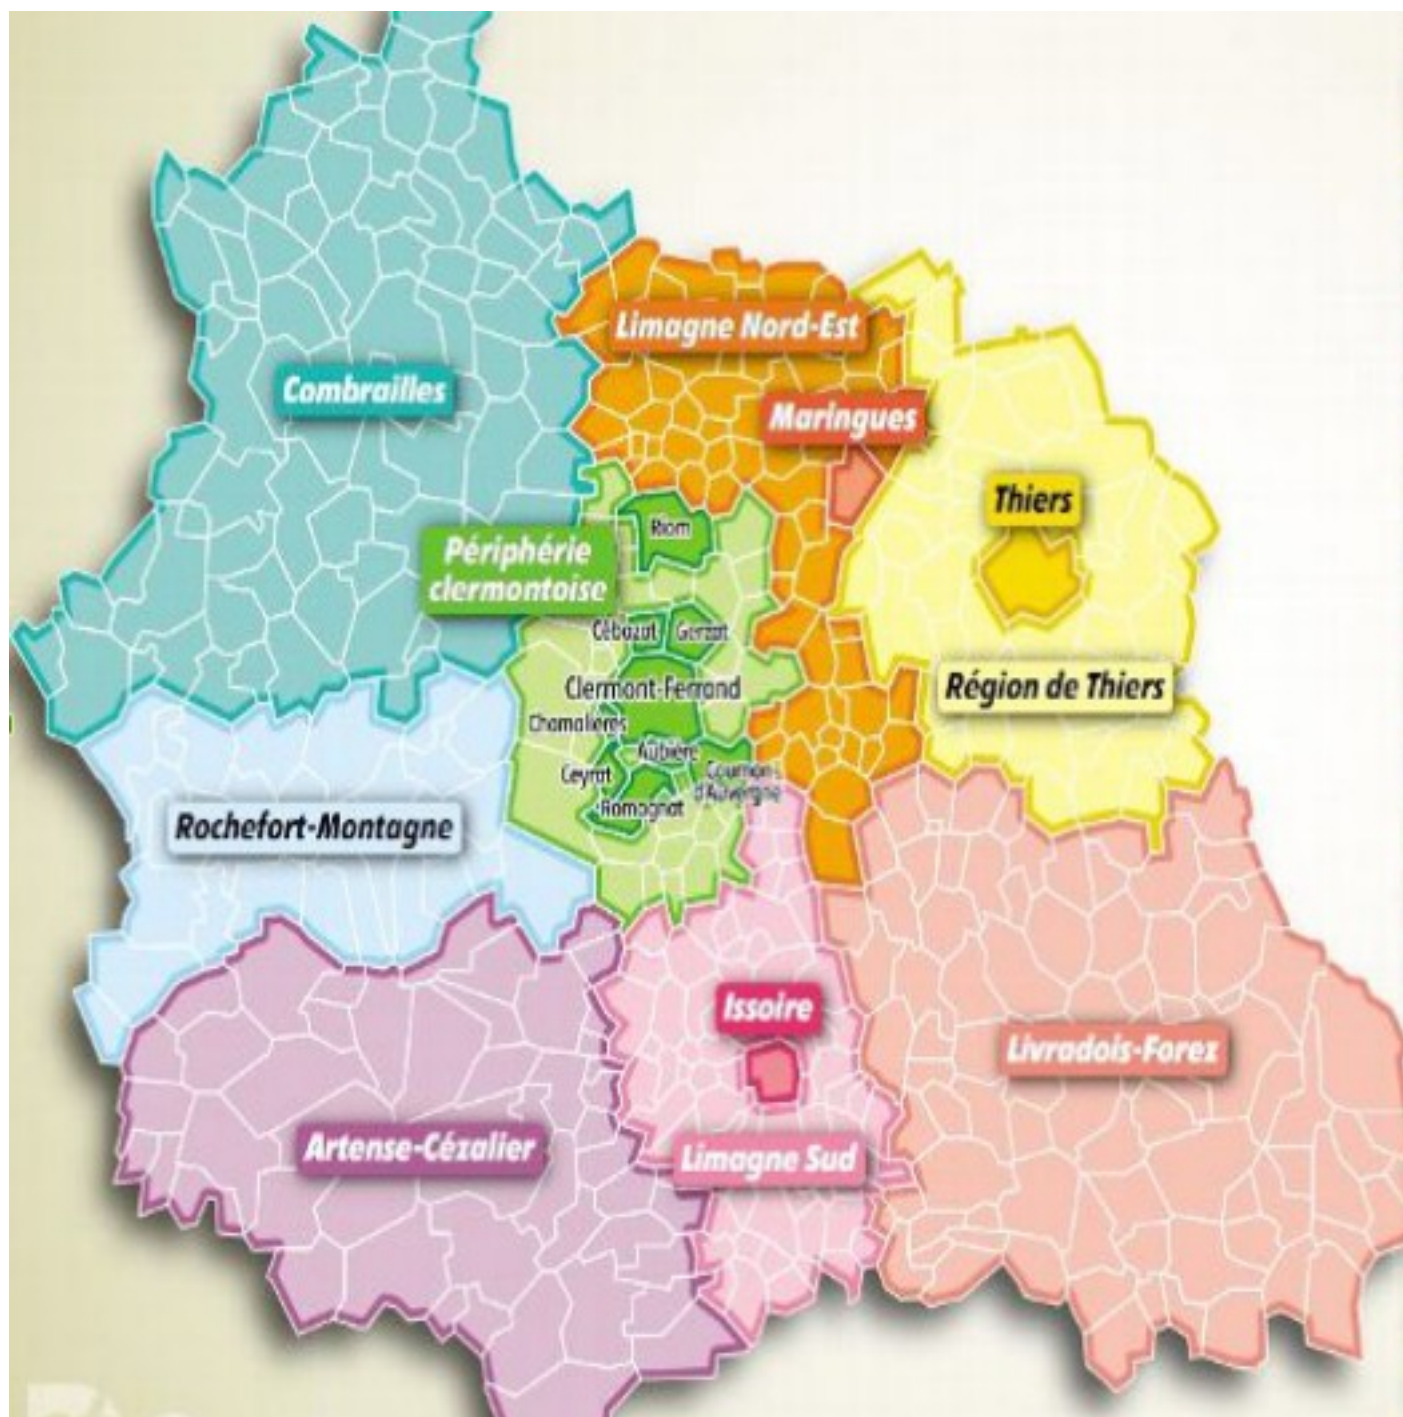 Limagne Nord-Est
Combrailles
Maringues
Thiers
Riom
Périphérie
clermontoise
Cébazat
Gerzat
Clermont-Ferrand
Région de Thiers
Chamalières
Aubière
Ceyrat
Cournon
d'Auvergne
Romagnat
Rochefort-Montagne
Issoire
Livradois-Forez
Artense-Cézalier
Limagne Sud